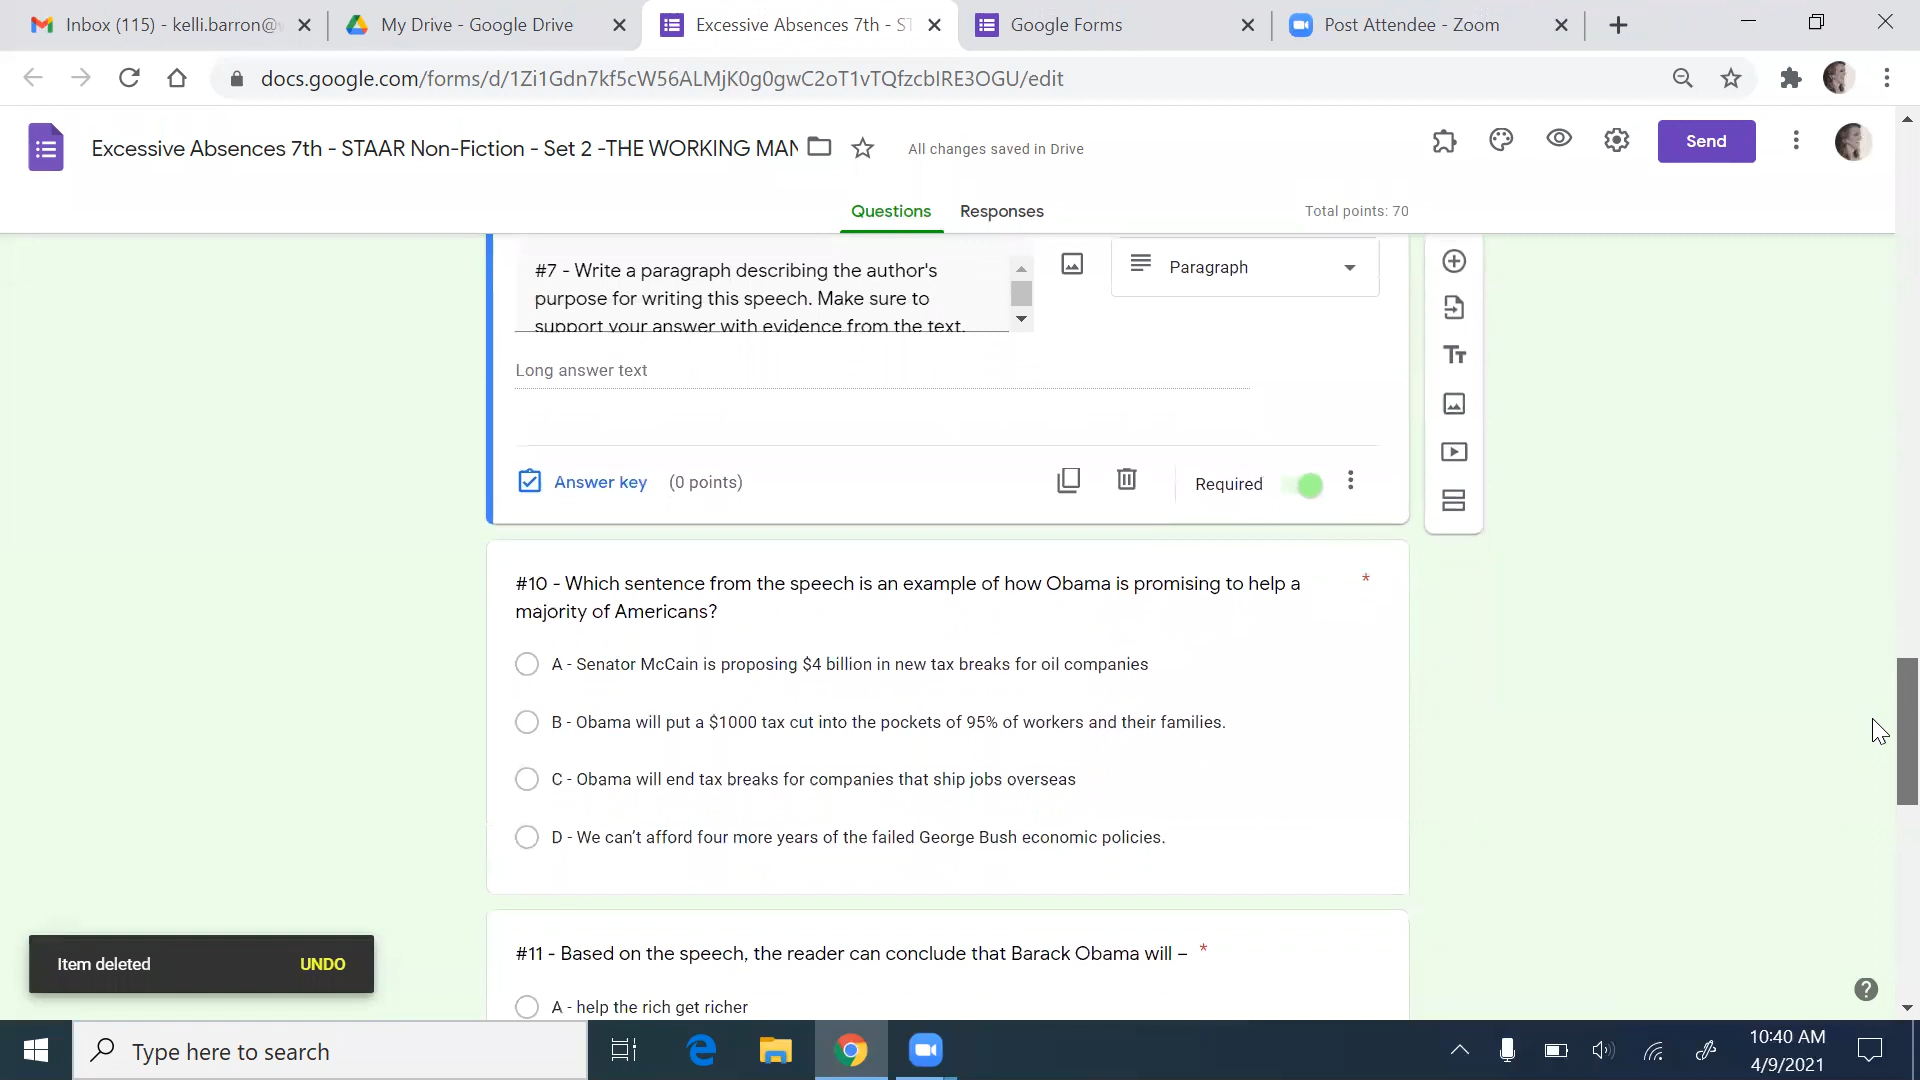 Inbox (115) - kelli.barron@
My Drive - Google Drive
Excessive Absences 7th - ST
Google Forms
Post Attendee - Zoom
docs.google.com/forms/d/1Zi1Gdn7kf5cW56ALMjK0g0gwC2oT1vTQfzcbIRE3OGU/edit
Excessive Absences 7th - STAAR Non-Fiction - Set 2 -THE WORKING MAN
All changes saved in Drive
Send
Questions
Responses
Total points: 70
#7 - Write a paragraph describing the author's
purpose for writing this speech. Make sure to
support your answer with evidence from the text.
Paragraph
Tт
Long answer text
Answer key (0 points)
Required
#10 - Which sentence from the speech is an example of how Obama is promising to help a *
majority of Americans?
A - Senator McCain is proposing $4 billion in new tax breaks for oil companies
B - Obama will put a $1000 tax cut into the pockets of 95% of workers and their families.
C - Obama will end tax breaks for companies that ship jobs overseas
D - We can’t afford four more years of the failed George Bush economic policies.
#11 - Based on the speech, the reader can conclude that Barack Obama will – *
A - help the rich get richer
Item deleted UNDO
Type here to search
10:40 AM
4/9/2021